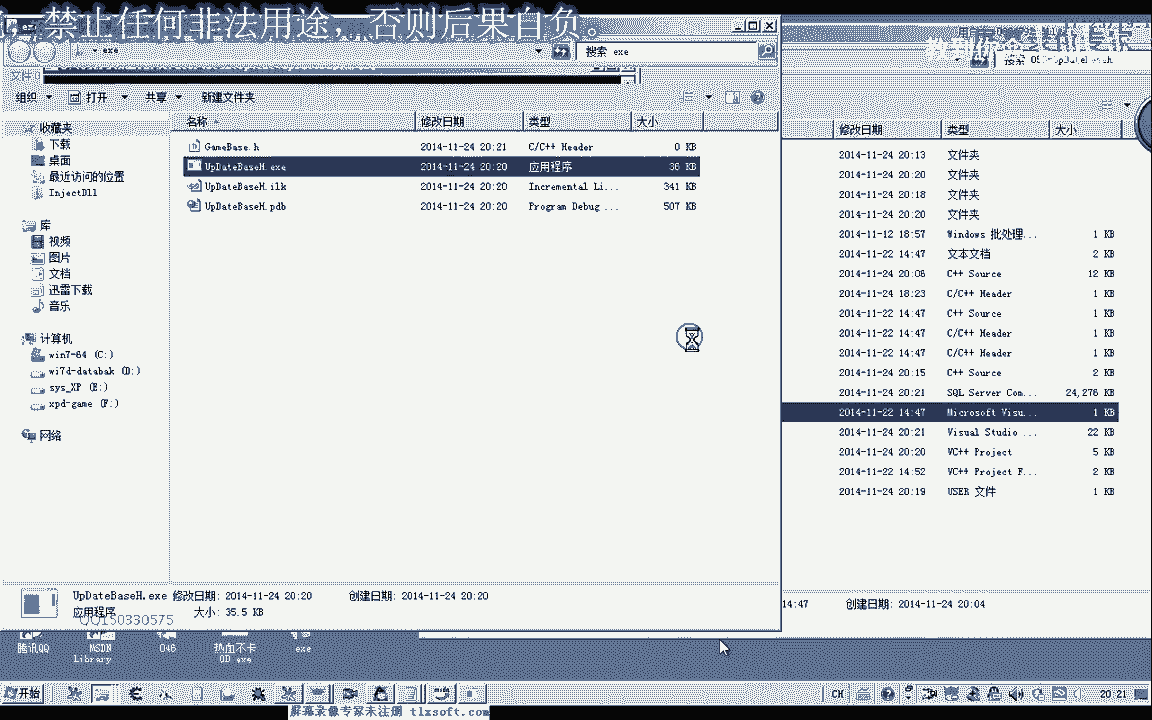 禁止任何非法用途，否则后果自负。
exe
搜索 exe
组织
打开
共享
新建文件夹
名称
修改日期
类型
大小
收藏夹
下载
桌面
最近访问的位置
InjectDll
库
视频
图片
文档
迅雷下载
音乐
计算机
win7-64 (C:)
wi7d-databak (D:)
sys_XP (E:)
xpd-game (F:)
网络
GameBase.h 2014-11-24 20:21 C/C++ Header 0 KB
UpDateBaseH.exe 2014-11-24 20:20 应用程序 36 KB
UpDateBaseH.ilk 2014-11-24 20:20 Incremental Li... 341 KB
UpDateBaseH.pdb 2014-11-24 20:20 Program Debug ... 507 KB
修改日期
类型
大小
2014-11-24 20:13 文件夹
2014-11-24 20:20 文件夹
2014-11-24 20:18 文件夹
2014-11-24 20:20 文件夹
2014-11-12 18:57 Windows 批处理... 1 KB
2014-11-22 14:47 文本文档 2 KB
2014-11-24 20:06 C++ Source 12 KB
2014-11-24 18:23 C/C++ Header 1 KB
2014-11-22 14:47 C++ Source 1 KB
2014-11-22 14:47 C/C++ Header 1 KB
2014-11-22 14:47 C/C++ Header 1 KB
2014-11-24 20:15 C++ Source 2 KB
2014-11-24 20:21 SQL Server Com... 24,276 KB
2014-11-22 14:47 Microsoft Visu... 1 KB
2014-11-24 20:21 Visual Studio ... 22 KB
2014-11-24 20:20 VC++ Project 5 KB
2014-11-22 14:52 VC++ Project F... 2 KB
2014-11-24 20:19 USER 文件 1 KB
UpDateBaseH.exe 修改日期: 2014-11-24 20:20 创建日期: 2014-11-24 20:20
应用程序 大小: 35.5 KB
QQ150330575
14:47 创建日期: 2014-11-24 20:04
腾讯QQ
MSDN Library
046
热血不卡
OD.exe
exe
开始
CH
20:21
屏幕录像专家未注册 tlxsoft.com